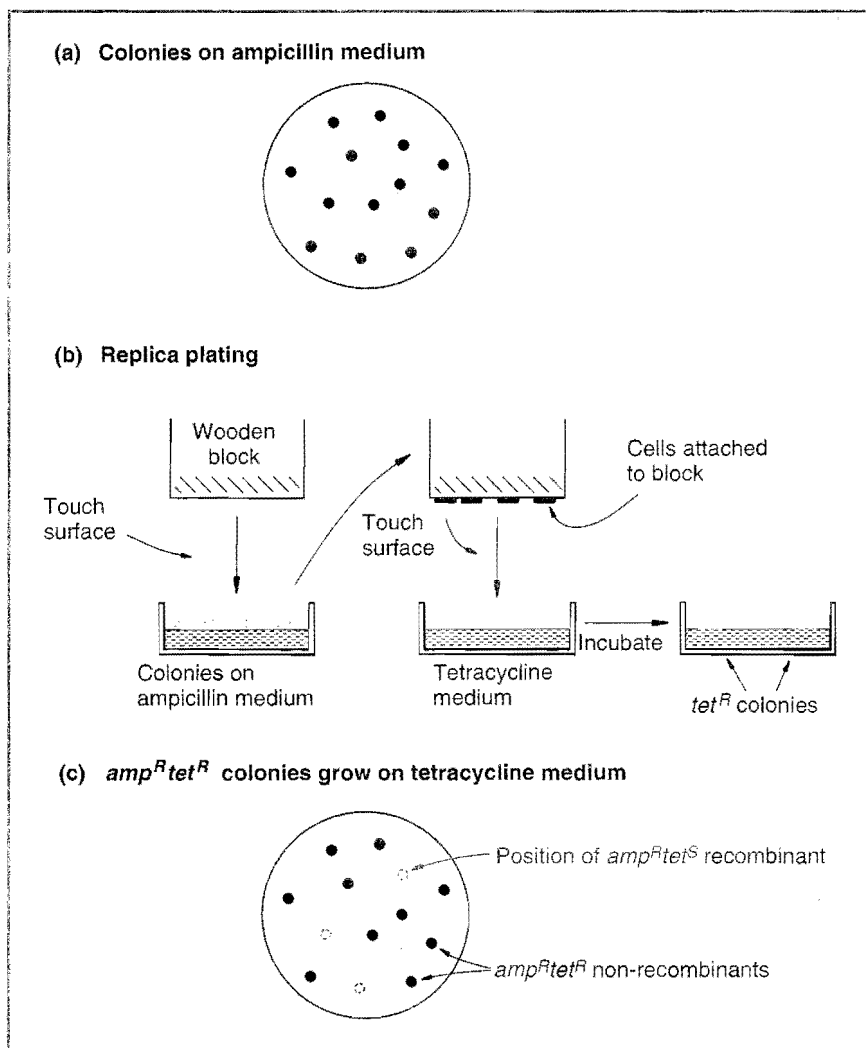 (a) Colonies on ampicillin medium
(b) Replica plating
Wooden
block
Cells attached
to block
Touch
surface
Touch
surface
Incubate
Colonies on
ampicillin medium
Tetracycline
medium
tetᴿ colonies
(c) ampᴿtetᴿ colonies grow on tetracycline medium
Position of ampᴿtetˢ recombinant
ampᴿtetᴿ non-recombinants